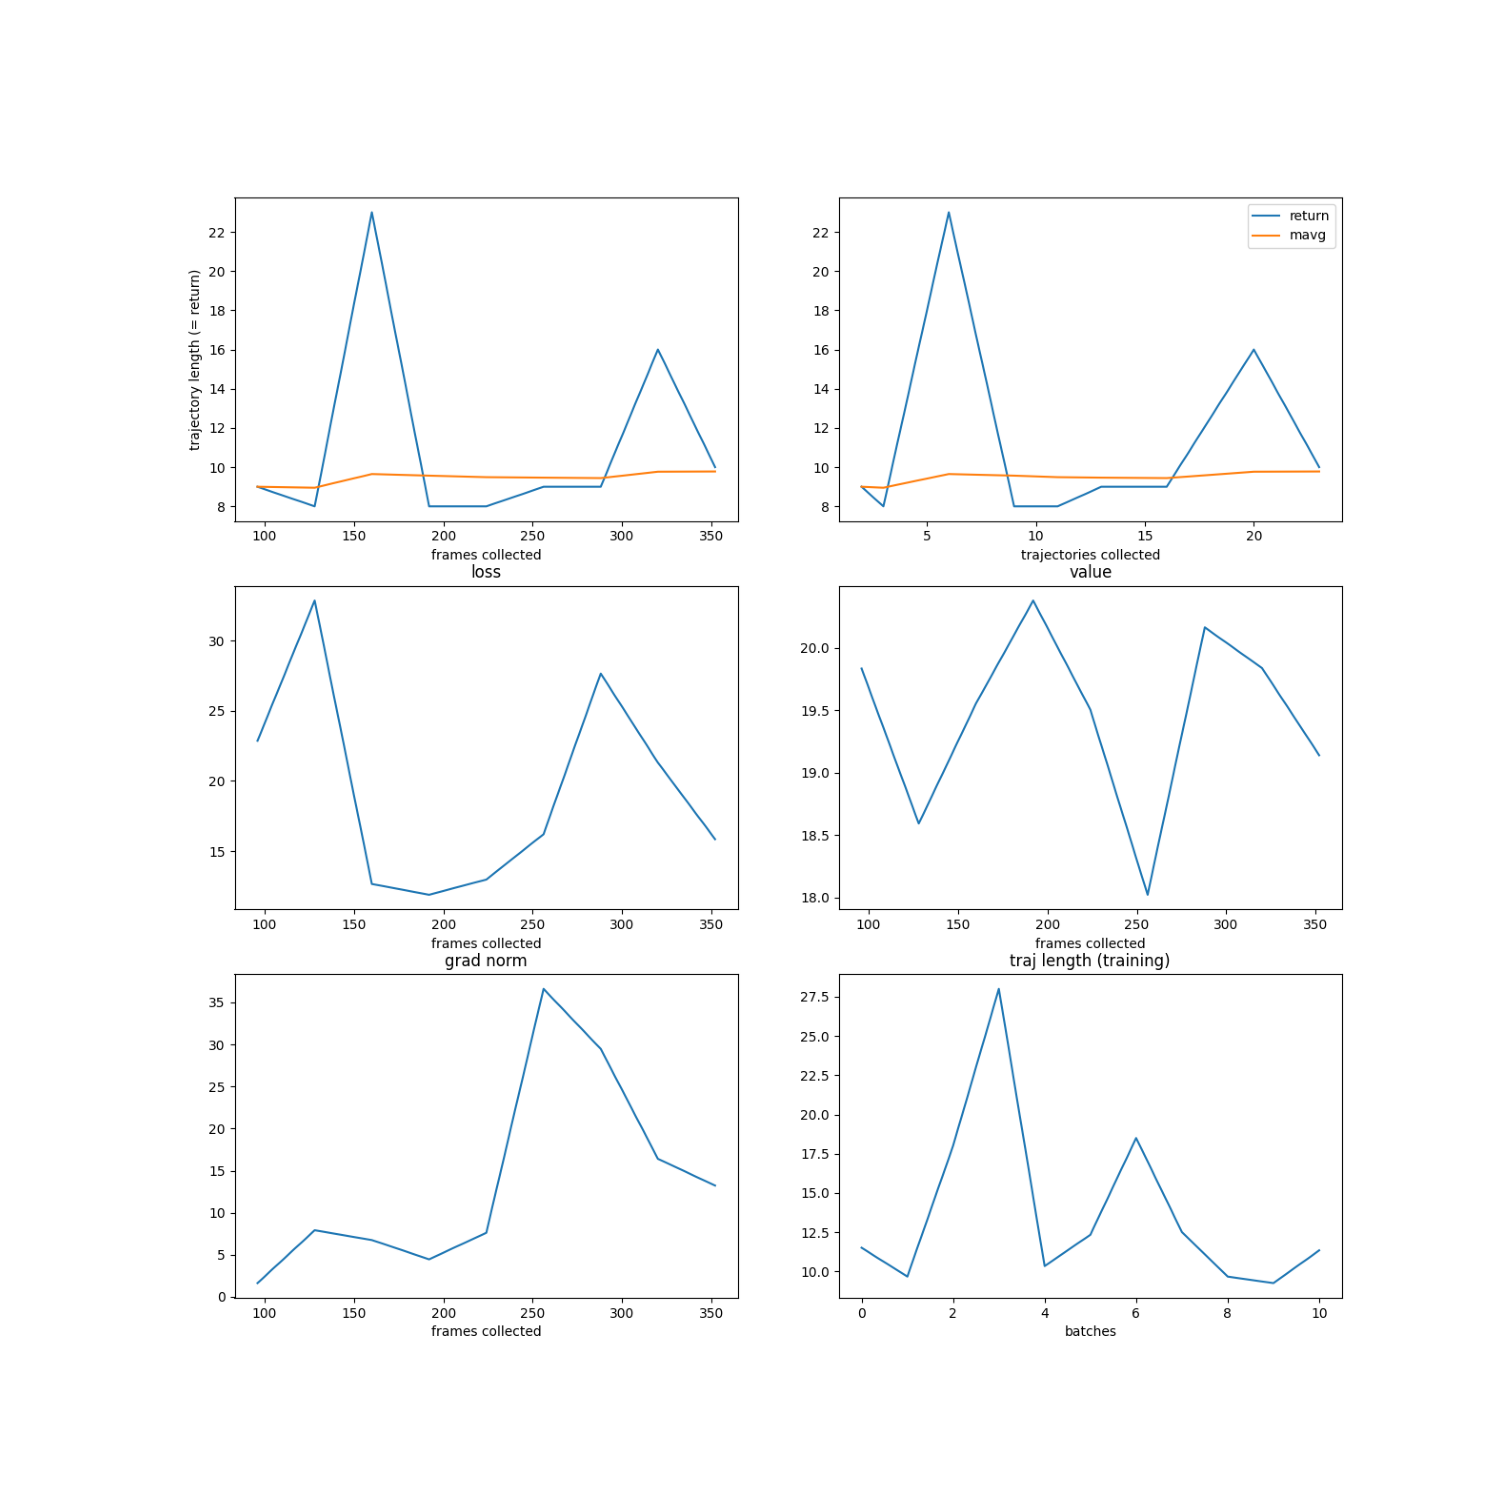 trajectory length (= return)
22
20
18
16
14
12
10
8
100 150 200 250 300 350
frames collected
return
mavg
22
20
18
16
14
12
10
8
5 10 15 20
trajectories collected
loss
30
25
20
15
100 150 200 250 300 350
frames collected
value
20.0
19.5
19.0
18.5
18.0
100 150 200 250 300 350
frames collected
grad norm
35
30
25
20
15
10
5
0
100 150 200 250 300 350
frames collected
traj length (training)
27.5
25.0
22.5
20.0
17.5
15.0
12.5
10.0
0 2 4 6 8 10
batches